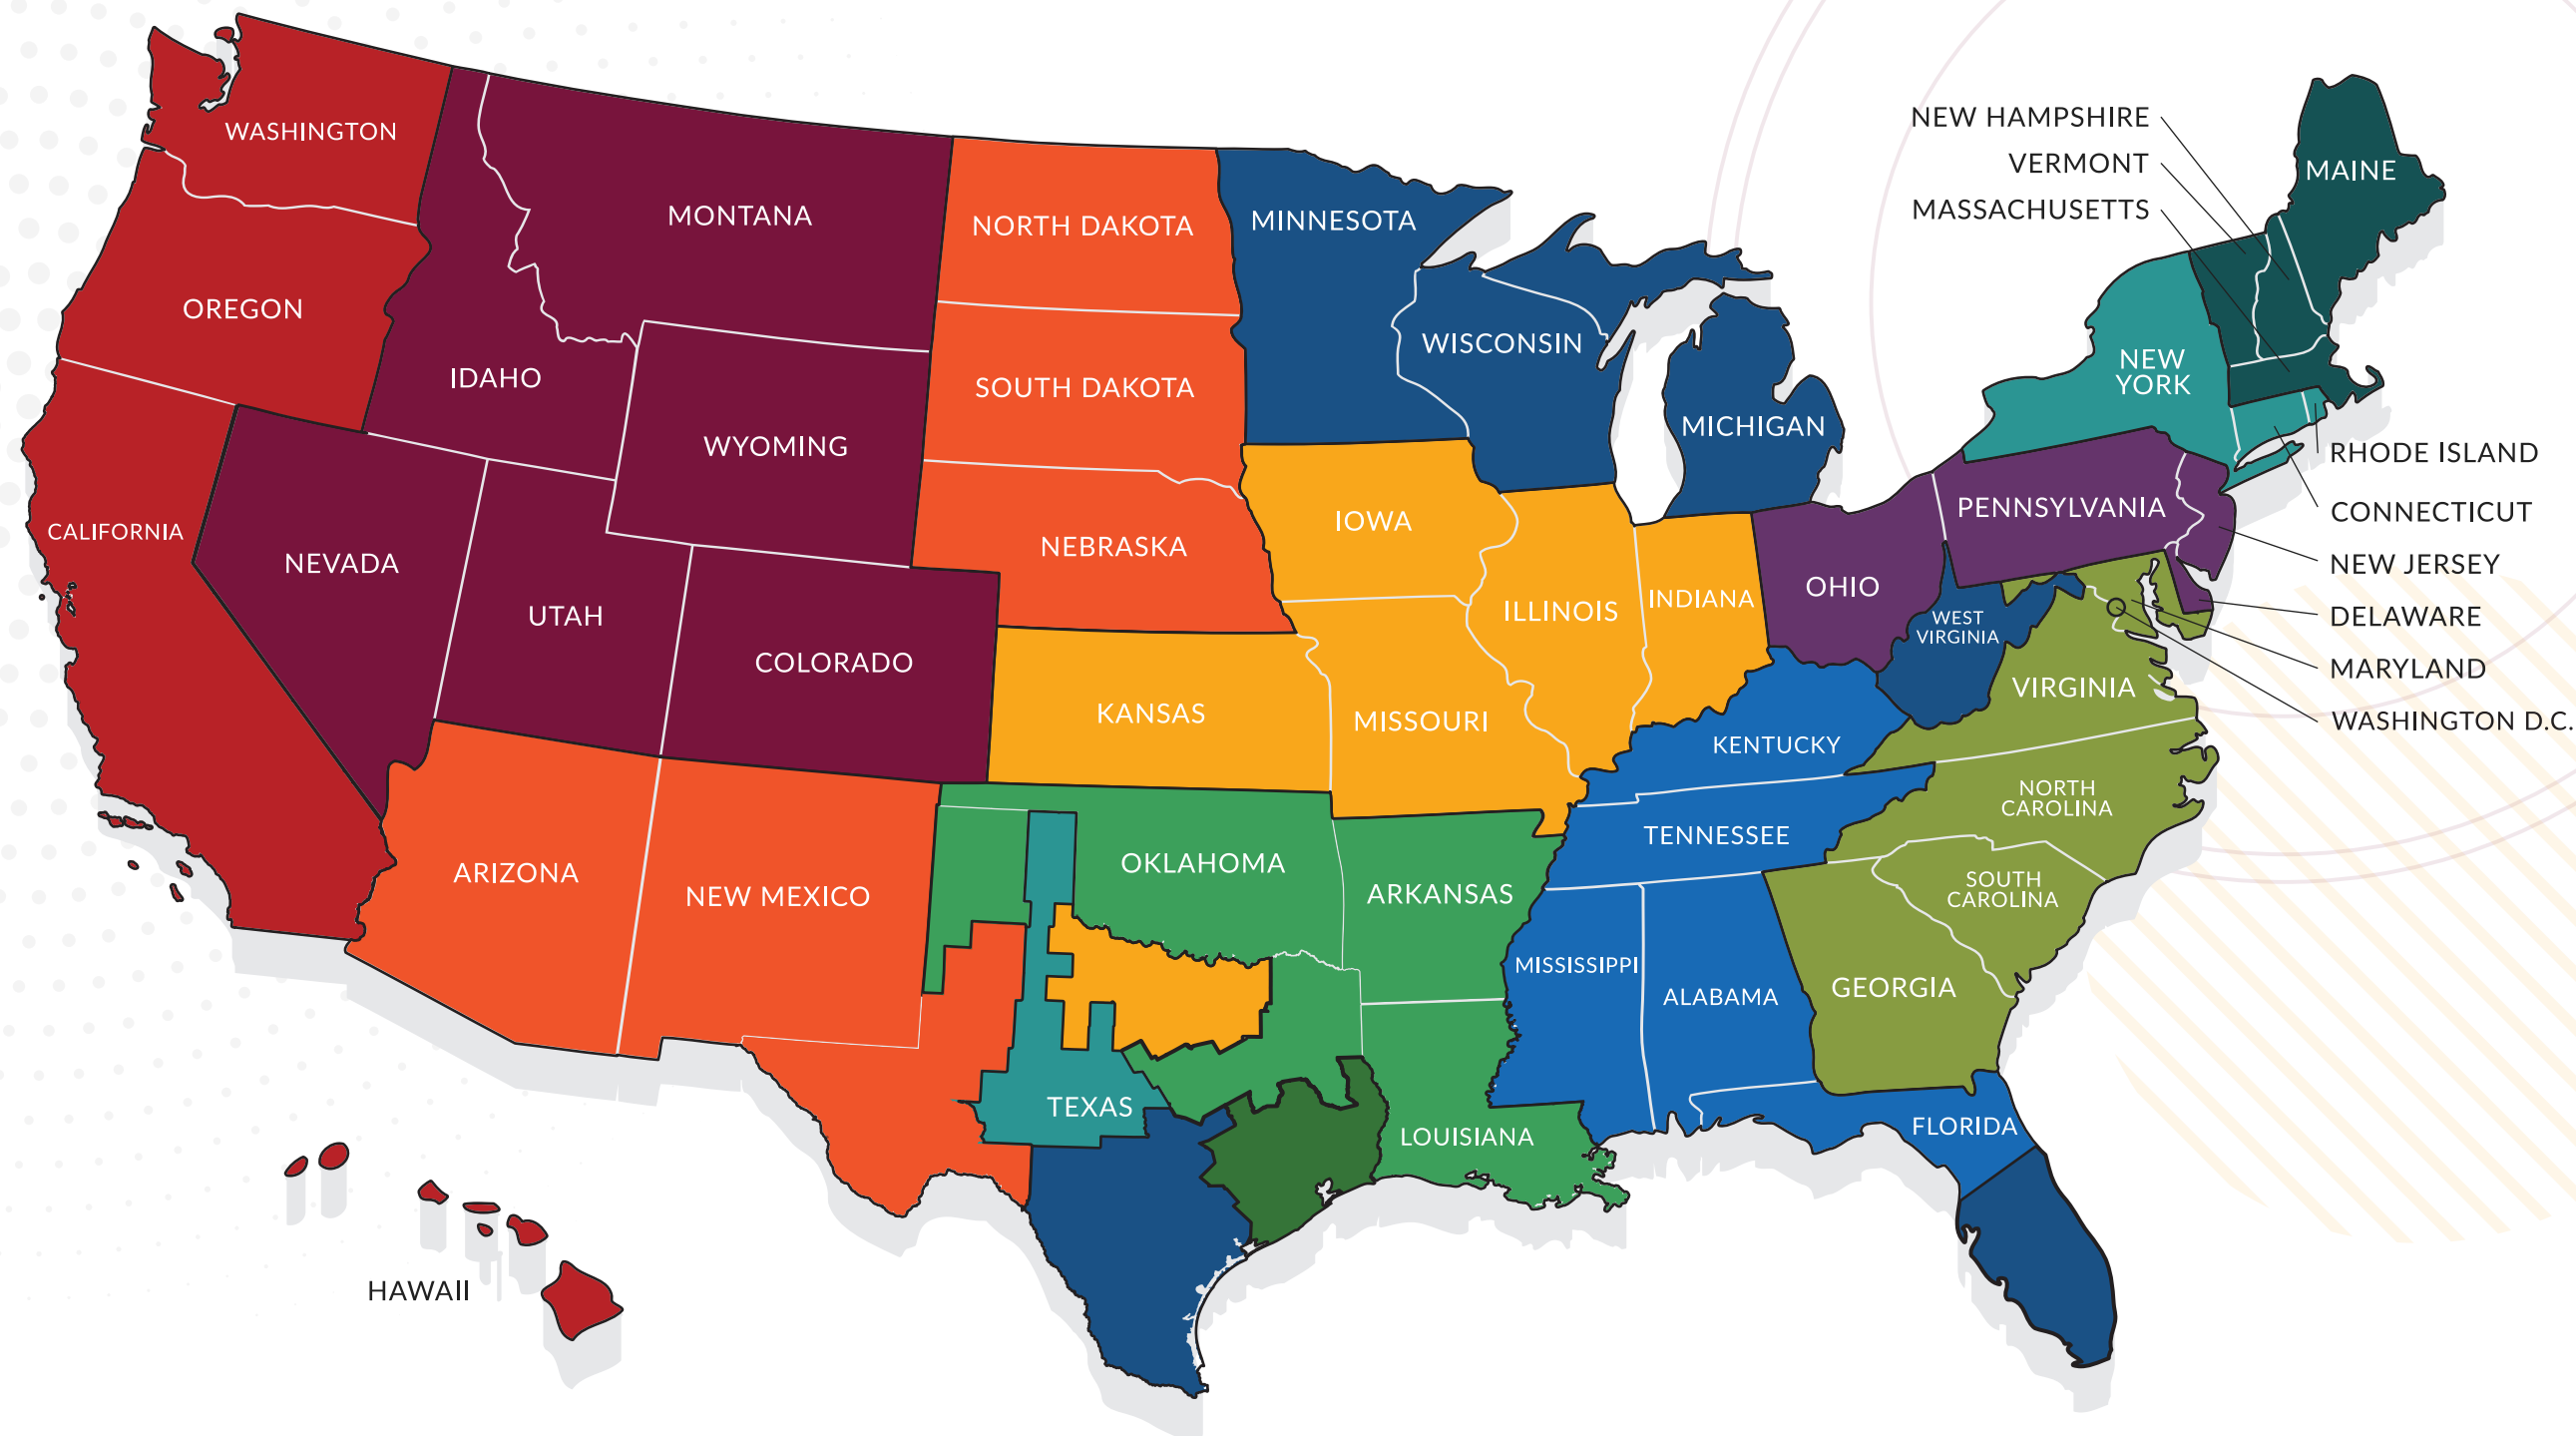 WASHINGTON
OREGON
CALIFORNIA
NEVADA
IDAHO
MONTANA
WYOMING
UTAH
COLORADO
ARIZONA
NEW MEXICO
NORTH DAKOTA
SOUTH DAKOTA
NEBRASKA
KANSAS
OKLAHOMA
TEXAS
MINNESOTA
WISCONSIN
MICHIGAN
IOWA
ILLINOIS
INDIANA
MISSOURI
ARKANSAS
LOUISIANA
OHIO
WEST
VIRGINIA
KENTUCKY
TENNESSEE
MISSISSIPPI
ALABAMA
GEORGIA
FLORIDA
SOUTH
CAROLINA
NORTH
CAROLINA
VIRGINIA
PENNSYLVANIA
NEW
YORK
NEW HAMPSHIRE
VERMONT
MASSACHUSETTS
MAINE
RHODE ISLAND
CONNECTICUT
NEW JERSEY
DELAWARE
MARYLAND
WASHINGTON D.C.
HAWAII